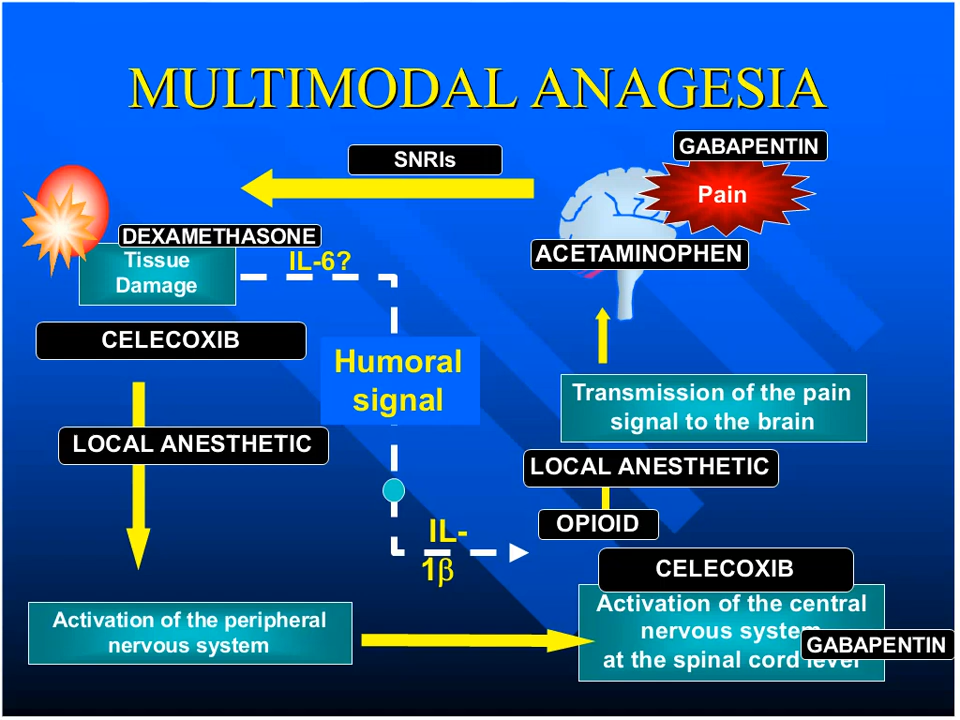 MULTIMODAL ANAGESIA
GABAPENTIN
SNRIs
Pain
DEXAMETHASONE
ACETAMINOPHEN
Tissue
Damage
IL-6?
CELECOXIB
Humoral
signal
Transmission of the pain
signal to the brain
LOCAL ANESTHETIC
LOCAL ANESTHETIC
OPIOID
IL-
1β
CELECOXIB
Activation of the peripheral
nervous system
Activation of the central
nervous system
at the spinal cord level
GABAPENTIN